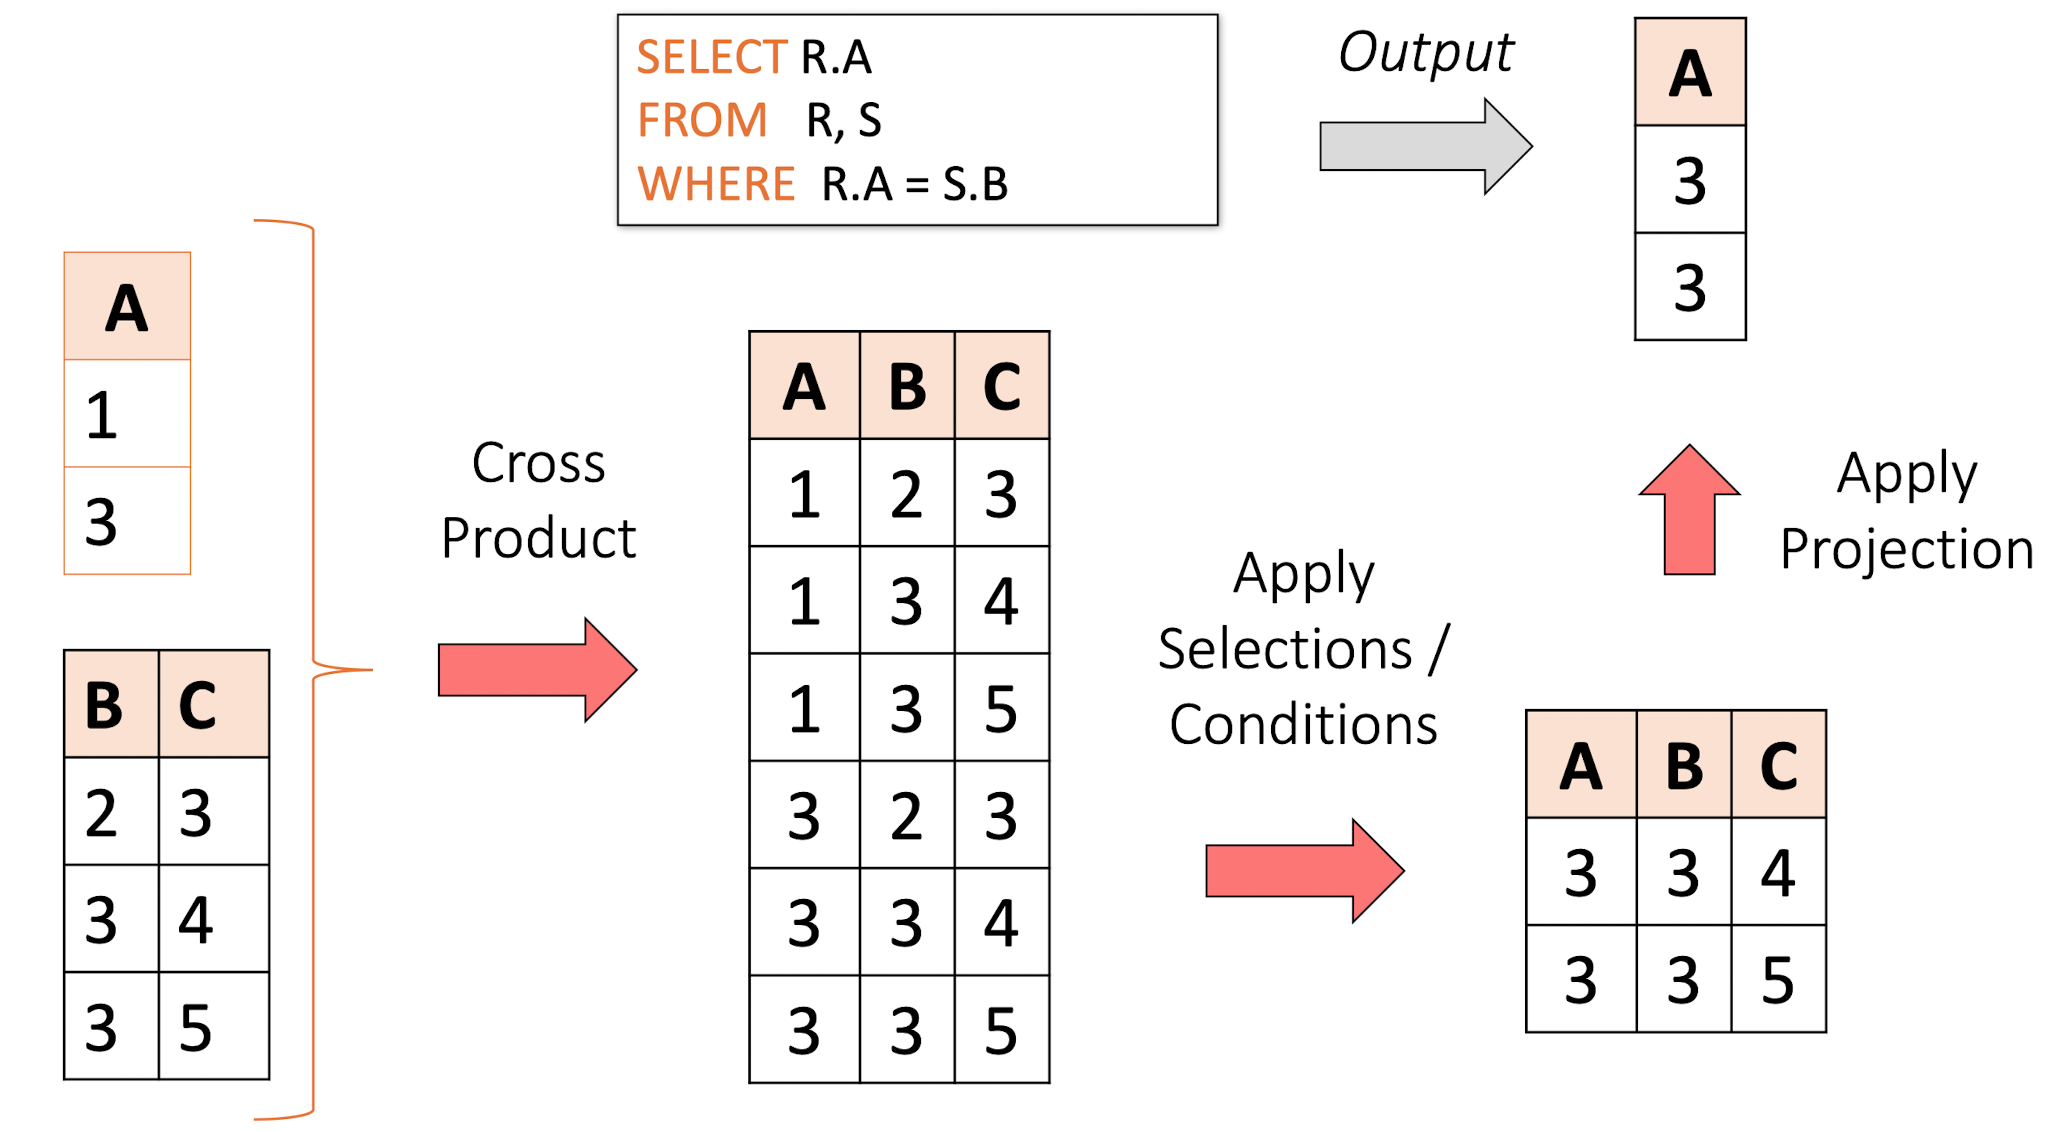 SELECT R.A
FROM R, S
WHERE R.A = S.B
Output
A
3
3
A
1
3
B C
2 3
3 4
3 5
Cross
Product
A B C
1 2 3
1 3 4
1 3 5
3 2 3
3 3 4
3 3 5
Apply
Selections /
Conditions
A B C
3 3 4
3 3 5
Apply
Projection